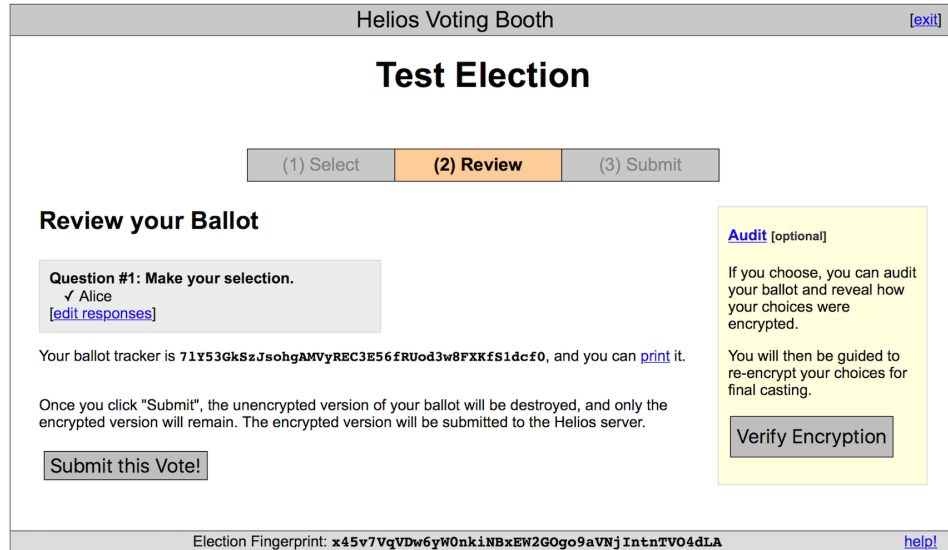 Helios Voting Booth
[exit]
Test Election
(1) Select
(2) Review
(3) Submit
Review your Ballot
Question #1: Make your selection.
✓ Alice
[edit responses]
Your ballot tracker is 7lY53GkSzJsohgAMVyREC3E56fRUod3w8FXKfS1dcf0, and you can print it.
Once you click "Submit", the unencrypted version of your ballot will be destroyed, and only the
encrypted version will remain. The encrypted version will be submitted to the Helios server.
Submit this Vote!
Audit [optional]
If you choose, you can audit
your ballot and reveal how
your choices were
encrypted.
You will then be guided to
re-encrypt your choices for
final casting.
Verify Encryption
Election Fingerprint: x45v7VqVDw6yW0nkiNBxEW2GOgo9aVNjIntnTVO4dLA
help!